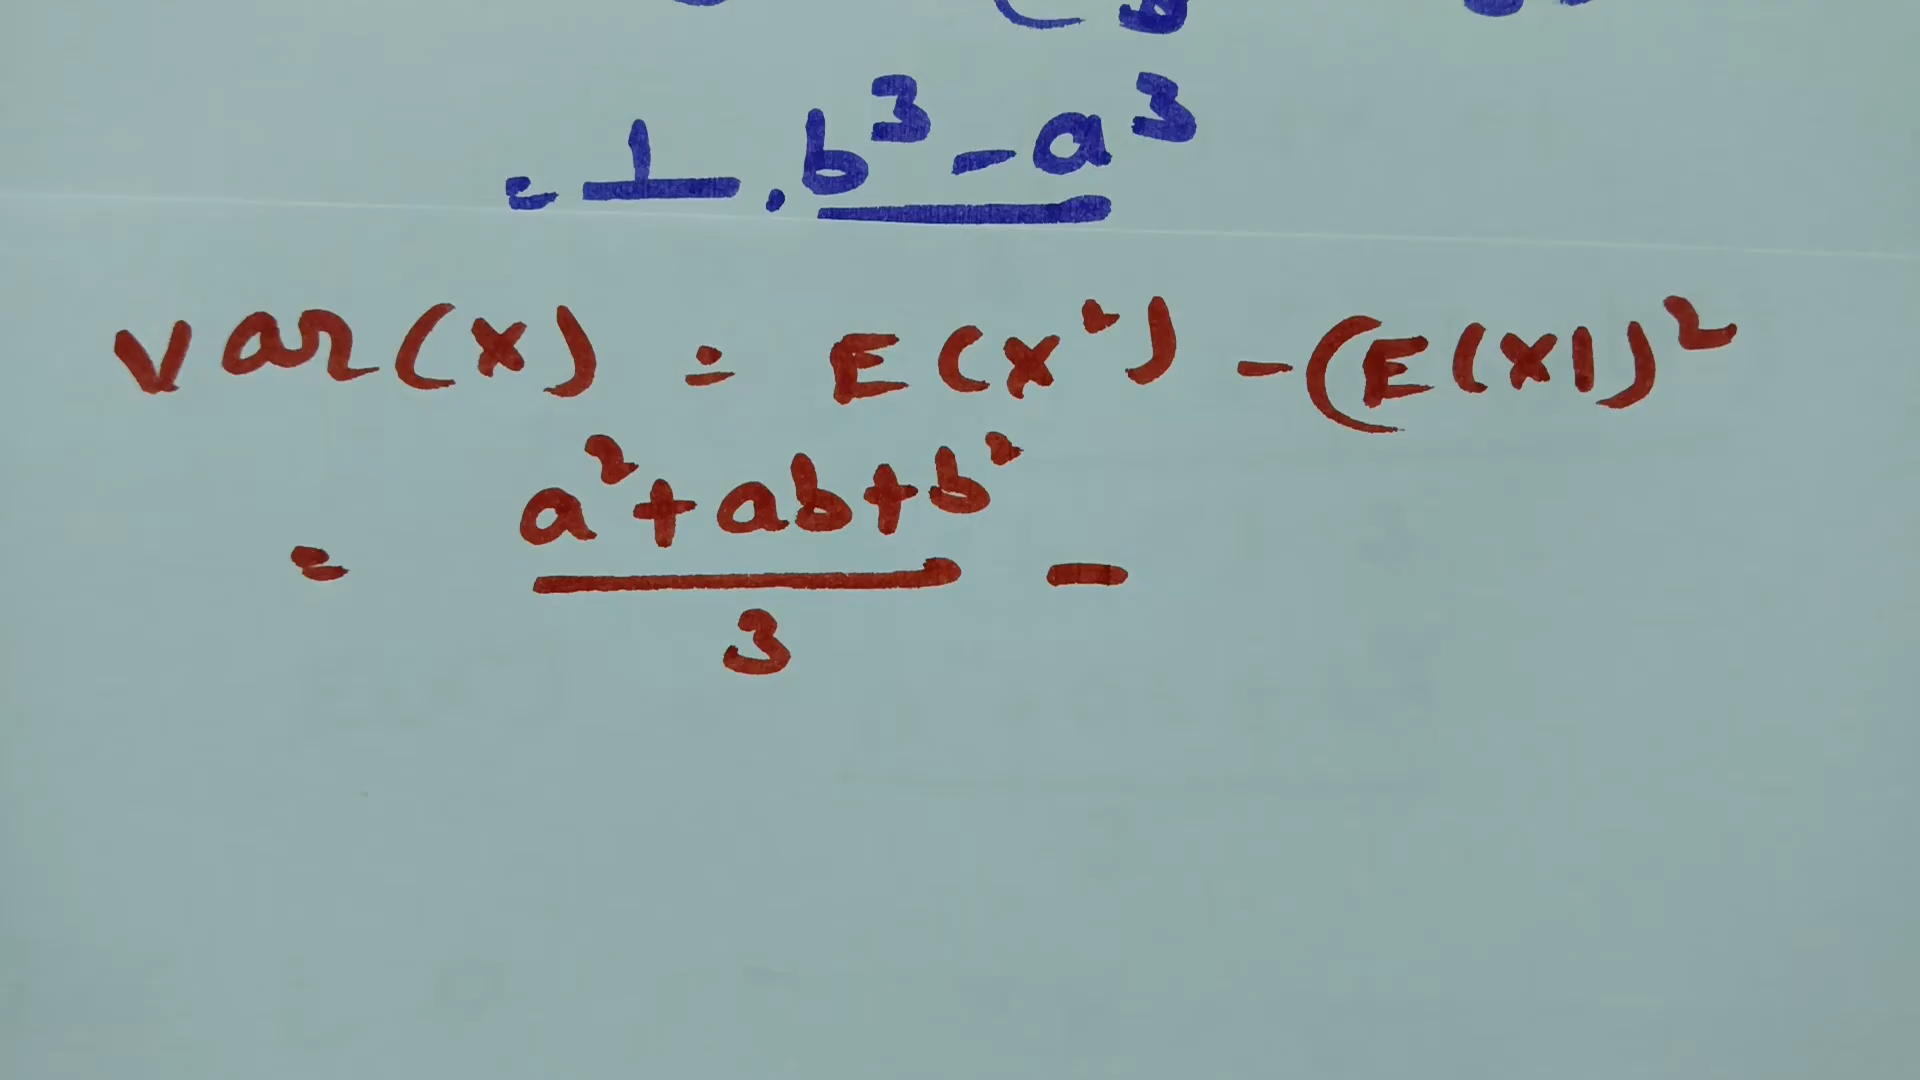 = 1 . b³ - a³
Var(x) = E(x²) - (E(x))²
= a² + ab + b² -
3